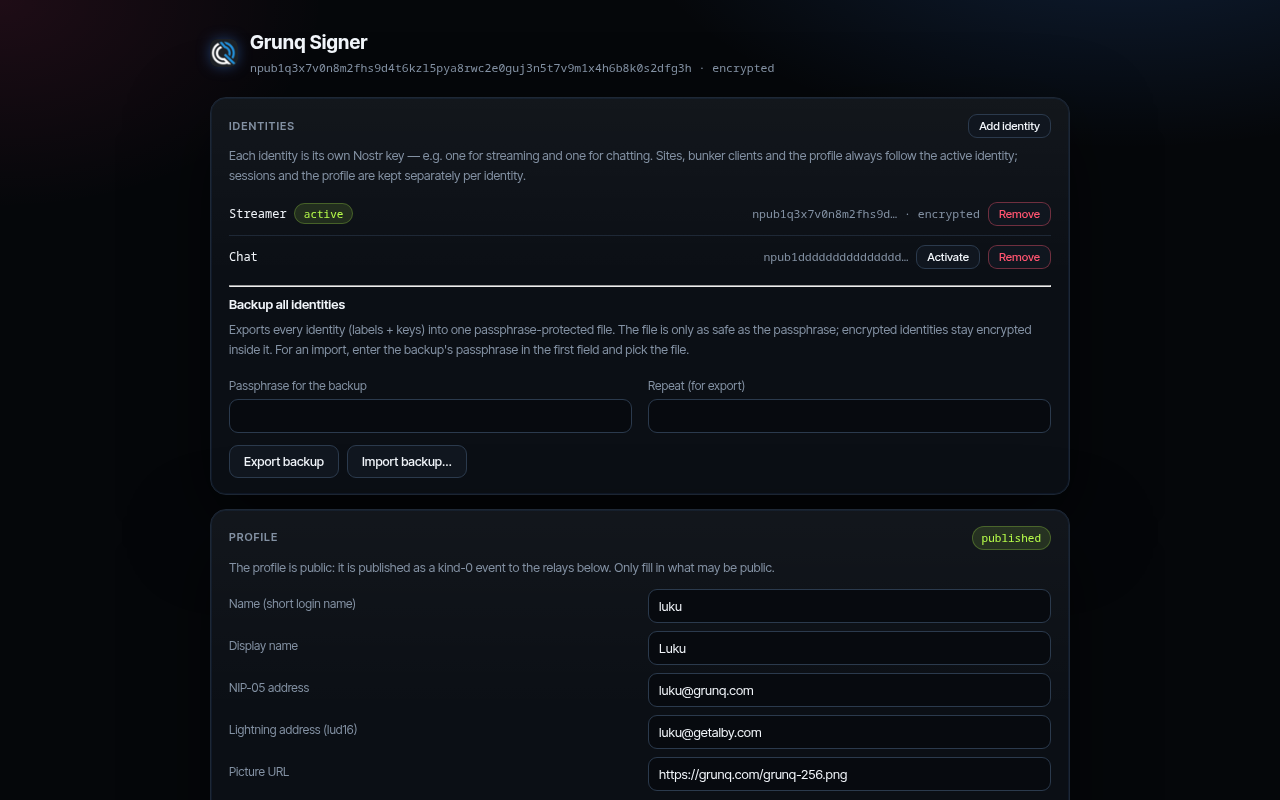 Grunq Signer
npub1q3x7v0n8m2fhs9d4t6kzl5pya8rwc2e0guj3n5t7v9m1x4h6b8k0s2dfg3h · encrypted
IDENTITIES
Add identity
Each identity is its own Nostr key — e.g. one for streaming and one for chatting. Sites, bunker clients and the profile always follow the active identity;
sessions and the profile are kept separately per identity.
Streamer active npub1q3x7v0n8m2fhs9d… · encrypted Remove
Chat npub1ddddddddddddddd… Activate Remove
Backup all identities
Exports every identity (labels + keys) into one passphrase-protected file. The file is only as safe as the passphrase; encrypted identities stay encrypted
inside it. For an import, enter the backup's passphrase in the first field and pick the file.
Passphrase for the backup
Repeat (for export)
Export backup
Import backup…
PROFILE
published
The profile is public: it is published as a kind-0 event to the relays below. Only fill in what may be public.
Name (short login name) luku
Display name Luku
NIP-05 address luku@grunq.com
Lightning address (lud16) luku@getalby.com
Picture URL https://grunq.com/grunq-256.png